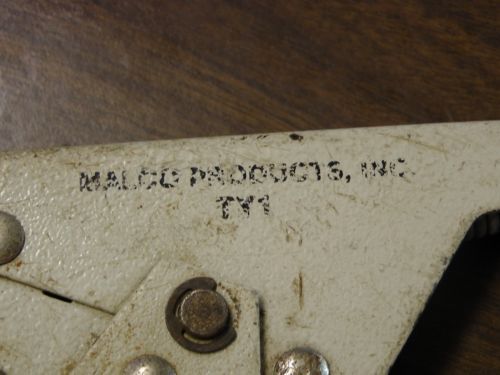 MALCO PRODUCTS, INC.
TY1